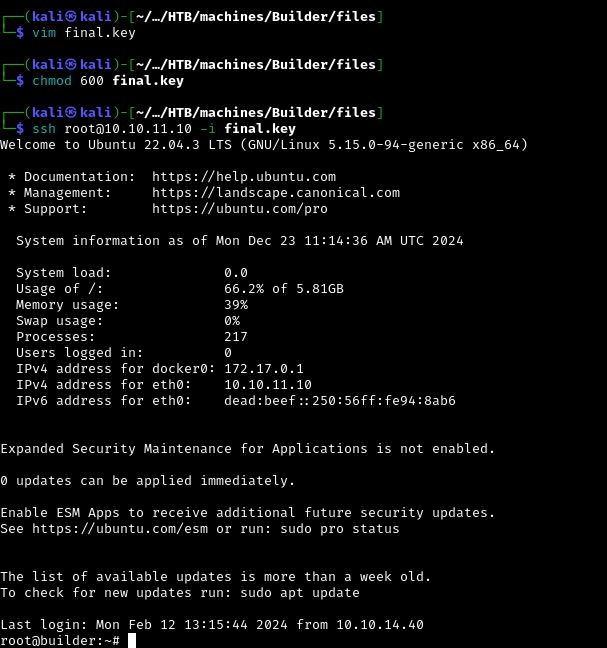 ┌──(kali㉿kali)-[~/…/HTB/machines/Builder/files]
└─$ vim final.key
┌──(kali㉿kali)-[~/…/HTB/machines/Builder/files]
└─$ chmod 600 final.key
┌──(kali㉿kali)-[~/…/HTB/machines/Builder/files]
└─$ ssh root@10.10.11.10 -i final.key
Welcome to Ubuntu 22.04.3 LTS (GNU/Linux 5.15.0-94-generic x86_64)
* Documentation:  https://help.ubuntu.com
* Management:     https://landscape.canonical.com
* Support:        https://ubuntu.com/pro
System information as of Mon Dec 23 11:14:36 AM UTC 2024
System load:              0.0
Usage of /:               66.2% of 5.81GB
Memory usage:             39%
Swap usage:               0%
Processes:                217
Users logged in:          0
IPv4 address for docker0: 172.17.0.1
IPv4 address for eth0:    10.10.11.10
IPv6 address for eth0:    dead:beef::250:56ff:fe94:8ab6
Expanded Security Maintenance for Applications is not enabled.
0 updates can be applied immediately.
Enable ESM Apps to receive additional future security updates.
See https://ubuntu.com/esm or run: sudo pro status
The list of available updates is more than a week old.
To check for new updates run: sudo apt update
Last login: Mon Feb 12 13:15:44 2024 from 10.10.14.40
root@builder:~#